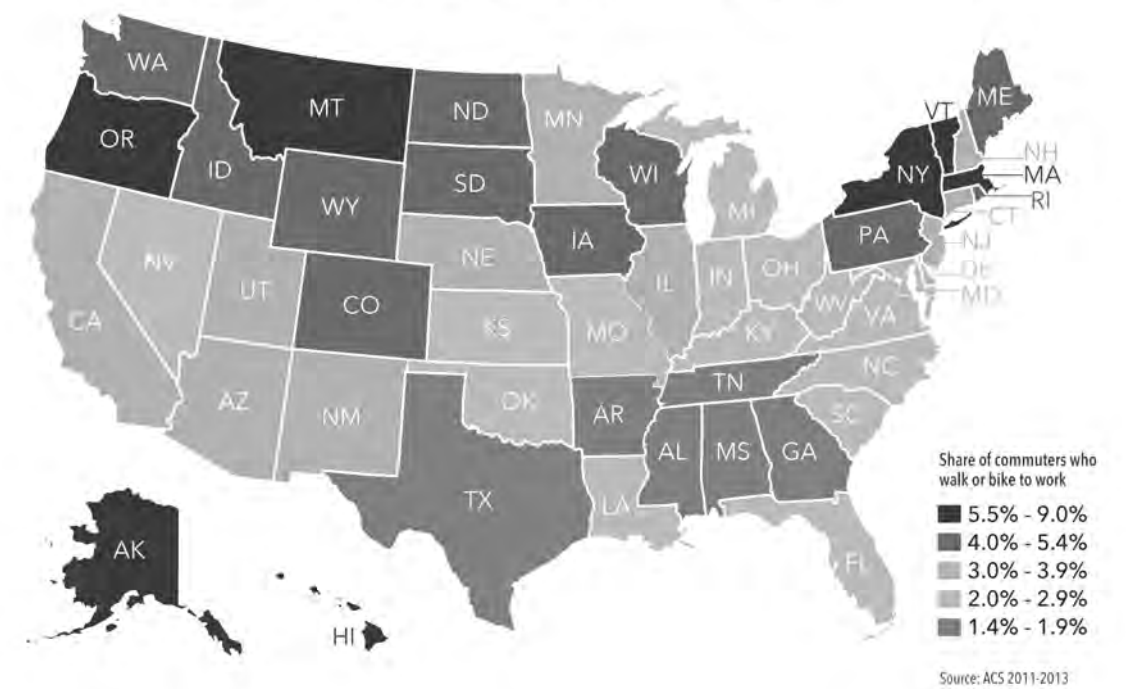 WA
MT
ND
MN
VT
ME
OR
ID
SD
WI
NY
NH
MA
WY
MI
RI
CT
IA
PA
NJ
NE
DE
NV
UT
CO
IL
IN
OH
MD
CA
KS
MO
WV
VA
KY
NC
AZ
NM
OK
AR
TN
SC
TX
AL
MS
GA
LA
FL
AK
HI
Share of commuters who
walk or bike to work
5.5% - 9.0%
4.0% - 5.4%
3.0% - 3.9%
2.0% - 2.9%
1.4% - 1.9%
Source: ACS 2011-2013